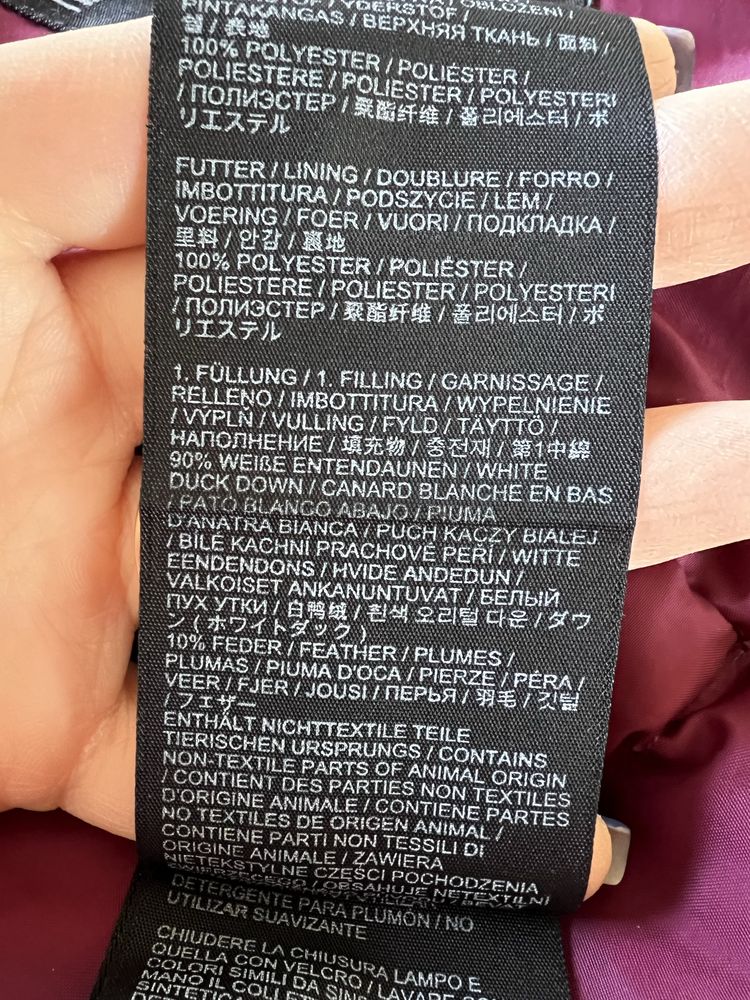 PINTAKANGAS / ВЕРХНЯЯ ТКАНЬ / 面料 /
겉 / 表地
100% POLYESTER / POLIÉSTER /
POLIESTERE / POLIESTER / POLYESTERI
/ ПОЛИЭСТЕР / 聚酯纤维 / 폴리에스터 / ポ
リエステル
FUTTER / LINING / DOUBLURE / FORRO /
IMBOTTITURA / PODSZYCIE / LEM /
VOERING / FOER / VUORI / ПОДКЛАДКА /
里料 / 안감 / 裏地
100% POLYESTER / POLIÉSTER /
POLIESTERE / POLIESTER / POLYESTERI
/ ПОЛИЭСТЕР / 聚酯纤维 / 폴리에스터 / ポ
リエステル
1. FÜLLUNG / 1. FILLING / GARNISSAGE /
RELLENO / IMBOTTITURA / WYPEŁNIENIE
/ VÝPLŇ / VULLING / FYLD / TÄYTTÖ /
НАПОЛНЕНИЕ / 填充物 / 충전재 / 第1中綿
90% WEIßE ENTENDAUNEN / WHITE
DUCK DOWN / CANARD BLANCHE EN BAS
/ PATO BLANCO ABAJO / PIUMA
D'ANATRA BIANCA / PUCH KACZY BIAŁEJ
/ BÍLÉ KACHNÍ PRACHOVÉ PEŘÍ / WITTE
EENDENDONS / HVIDE ANDEDUN /
VALKOISET ANKANUNTUVAT / БЕЛЫЙ
ПУХ УТКИ / 白鸭绒 / 흰색 오리털 다운 / ダウ
ン ( ホワイトダック )
10% FEDER / FEATHER / PLUMES /
PLUMAS / PIUMA D'OCA / PIERZE / PÉRA /
VEER / FJER / JOUSI / ПЕРЬЯ / 羽毛 / 깃털
/ フェザー
ENTHÄLT NICHTTEXTILE TEILE
TIERISCHEN URSPRUNGS / CONTAINS
NON-TEXTILE PARTS OF ANIMAL ORIGIN
/ CONTIENT DES PARTIES NON TEXTILES
D'ORIGINE ANIMALE / CONTIENE PARTES
NO TEXTILES DE ORIGEN ANIMAL /
CONTIENE PARTI NON TESSILI DI
ORIGINE ANIMALE / ZAWIERA
NIETEKSTYLNE CZĘŚCI POCHODZENIA
ZWIERZĘCEGO / OBSAHUJE NETEXTILNÍ
DETERGENTE PARA PLUMÓN / NO
UTILIZAR SUAVIZANTE
CHIUDERE LA CHIUSURA LAMPO E
QUELLA CON VELCRO / LAVARE CON
COLORI SIMILI DA
MANO IL